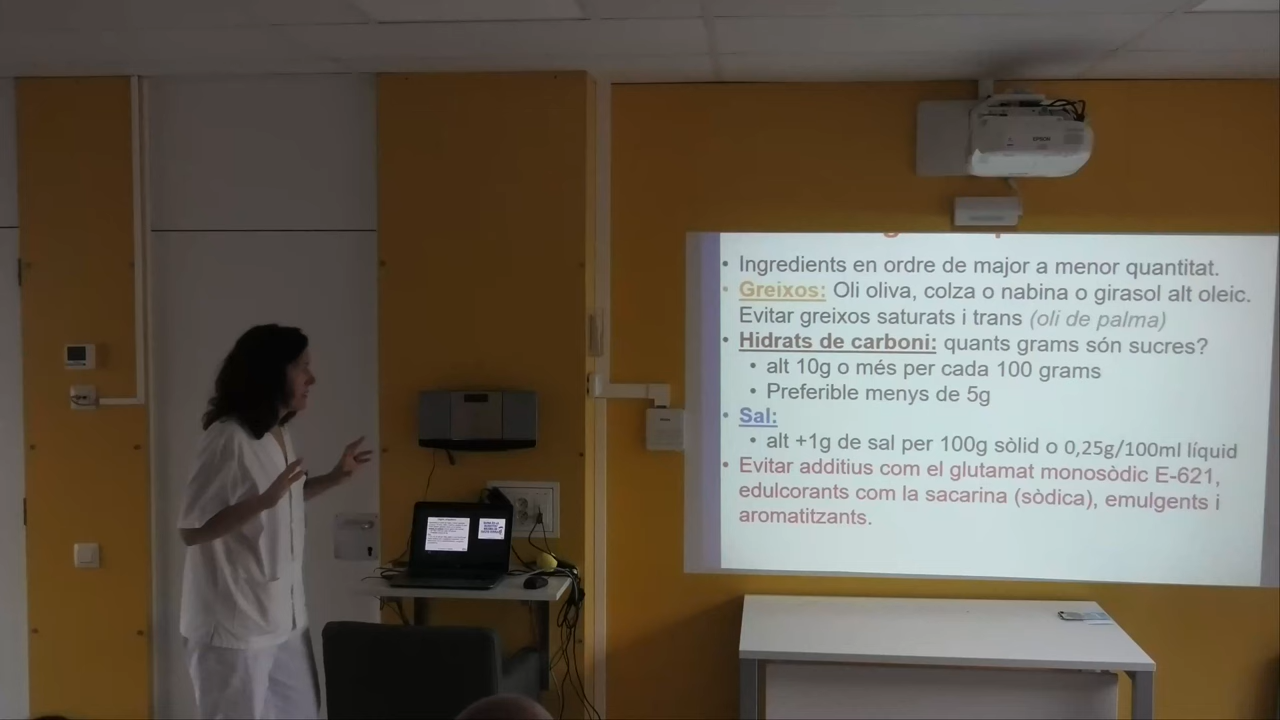 EPSON
• Ingredients en ordre de major a menor quantitat.
• Greixos: Oli oliva, colza o nabina o girasol alt oleic.
Evitar greixos saturats i trans (oli de palma)
• Hidrats de carboni: quants grams són sucres?
• alt 10g o més per cada 100 grams
• Preferible menys de 5g
• Sal:
• alt +1g de sal per 100g sòlid o 0,25g/100ml líquid
• Evitar additius com el glutamat monosòdic E-621,
edulcorants com la sacarina (sòdica), emulgents i
aromatitzants.